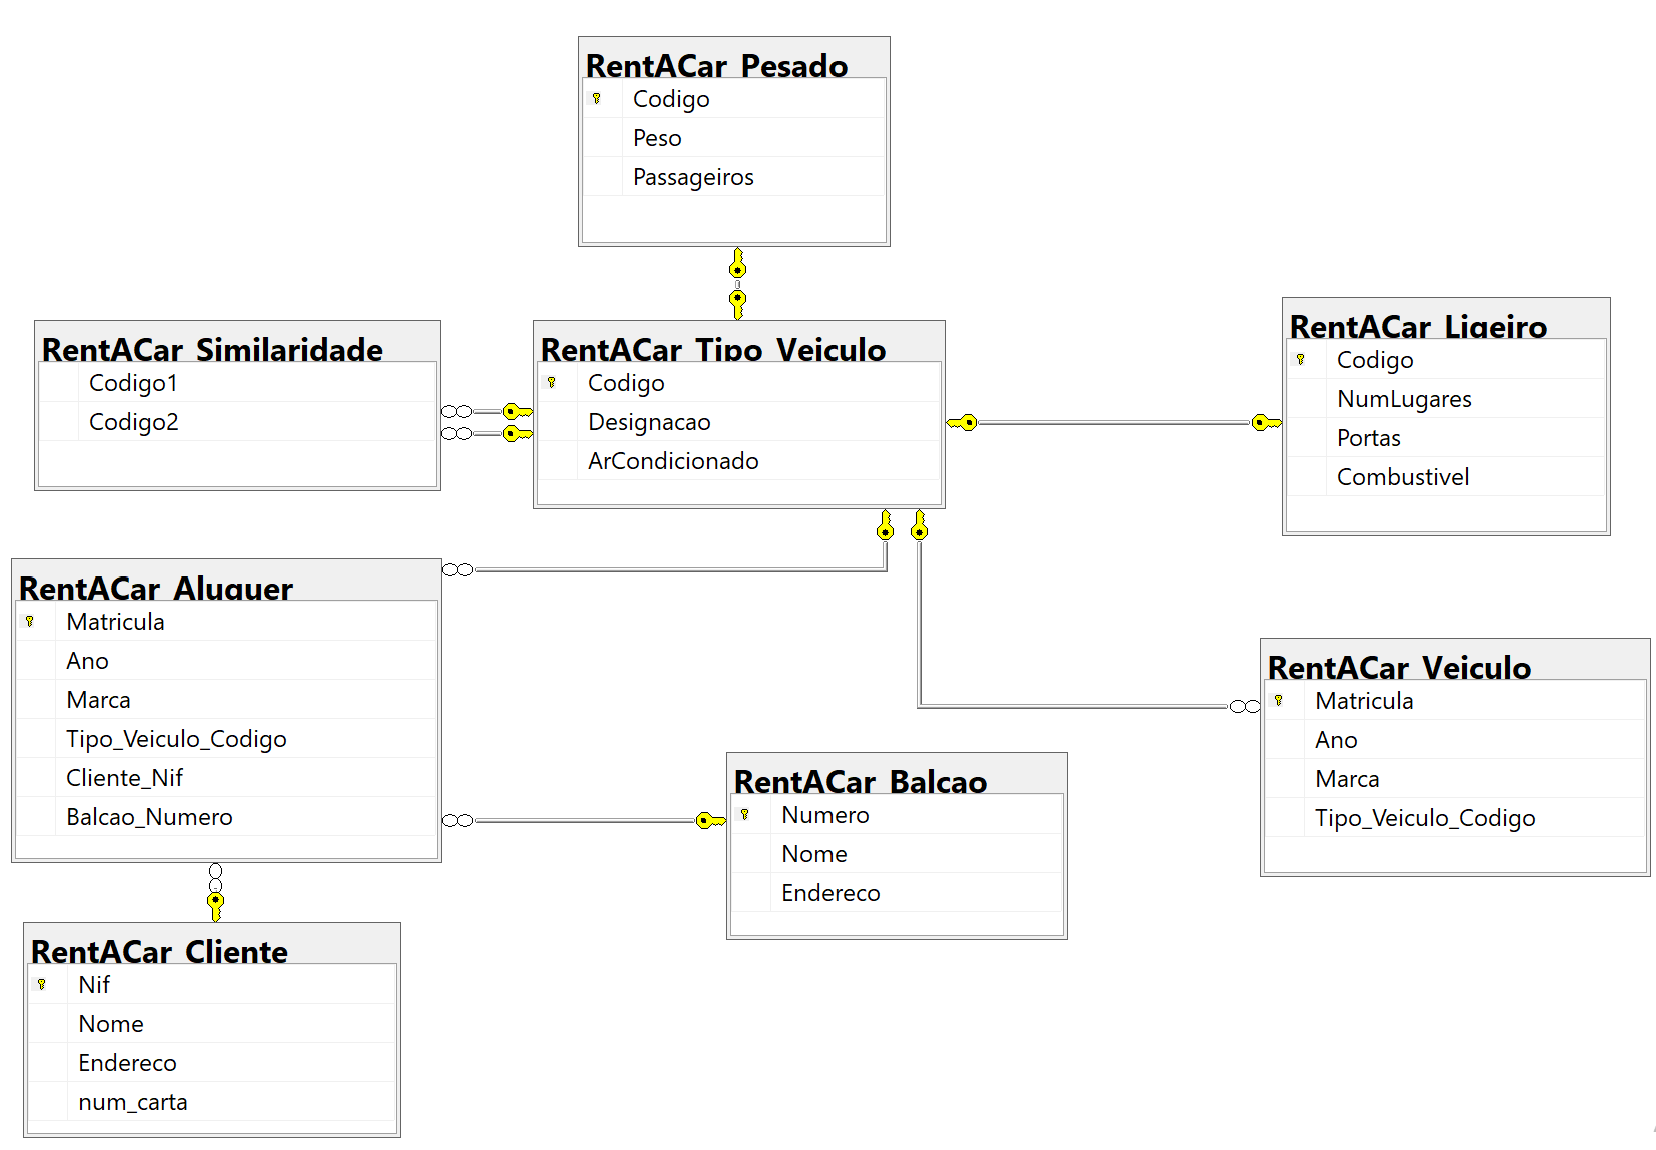 RentACar_Pesado
Codigo
Peso
Passageiros
RentACar_Similaridade
Codigo1
Codigo2
RentACar_Tipo_Veiculo
Codigo
Designacao
ArCondicionado
RentACar_Ligeiro
Codigo
NumLugares
Portas
Combustivel
RentACar_Aluguer
Matricula
Ano
Marca
Tipo_Veiculo_Codigo
Cliente_Nif
Balcao_Numero
RentACar_Veiculo
Matricula
Ano
Marca
Tipo_Veiculo_Codigo
RentACar_Balcao
Numero
Nome
Endereco
RentACar_Cliente
Nif
Nome
Endereco
num_carta